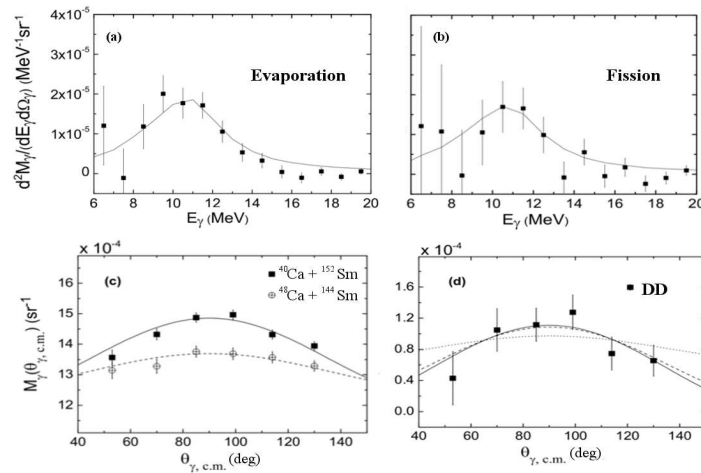 (a)
Evaporation
d²Mγ/(dEγdΩγ) (MeV⁻¹sr⁻¹)
4x10⁻⁵
3x10⁻⁵
2x10⁻⁵
1x10⁻⁵
0
6 8 10 12 14 16 18 20
Eγ (MeV)
(b)
Fission
6 8 10 12 14 16 18 20
Eγ (MeV)
x 10⁻⁴
(c)
⁴⁰Ca + ¹⁵²Sm
⁴⁸Ca + ¹⁴⁴Sm
Mγ(θγ, c.m.) (sr⁻¹)
16
15
14
13
12
40 60 80 100 120 140
θγ, c.m. (deg)
x 10⁻⁴
(d)
DD
1.6
1.2
0.8
0.4
0.0
40 60 80 100 120 140
θγ, c.m. (deg)